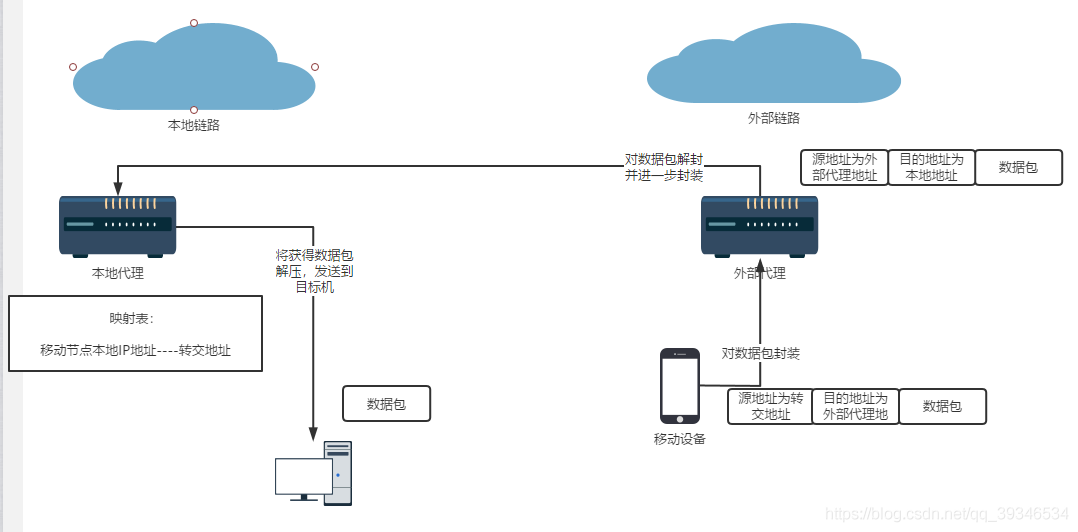 本地链路
外部链路
对数据包解封
并进一步封装
源地址为外
部代理地址
目的地址为
本地地址
数据包
本地代理
外部代理
将获得数据包
解压，发送到
目标机
映射表：
移动节点本地IP地址----转交地址
对数据包封装
数据包
源地址为转
交地址
目的地址为
外部代理地
数据包
移动设备
https://blog.csdn.net/qq_39346534